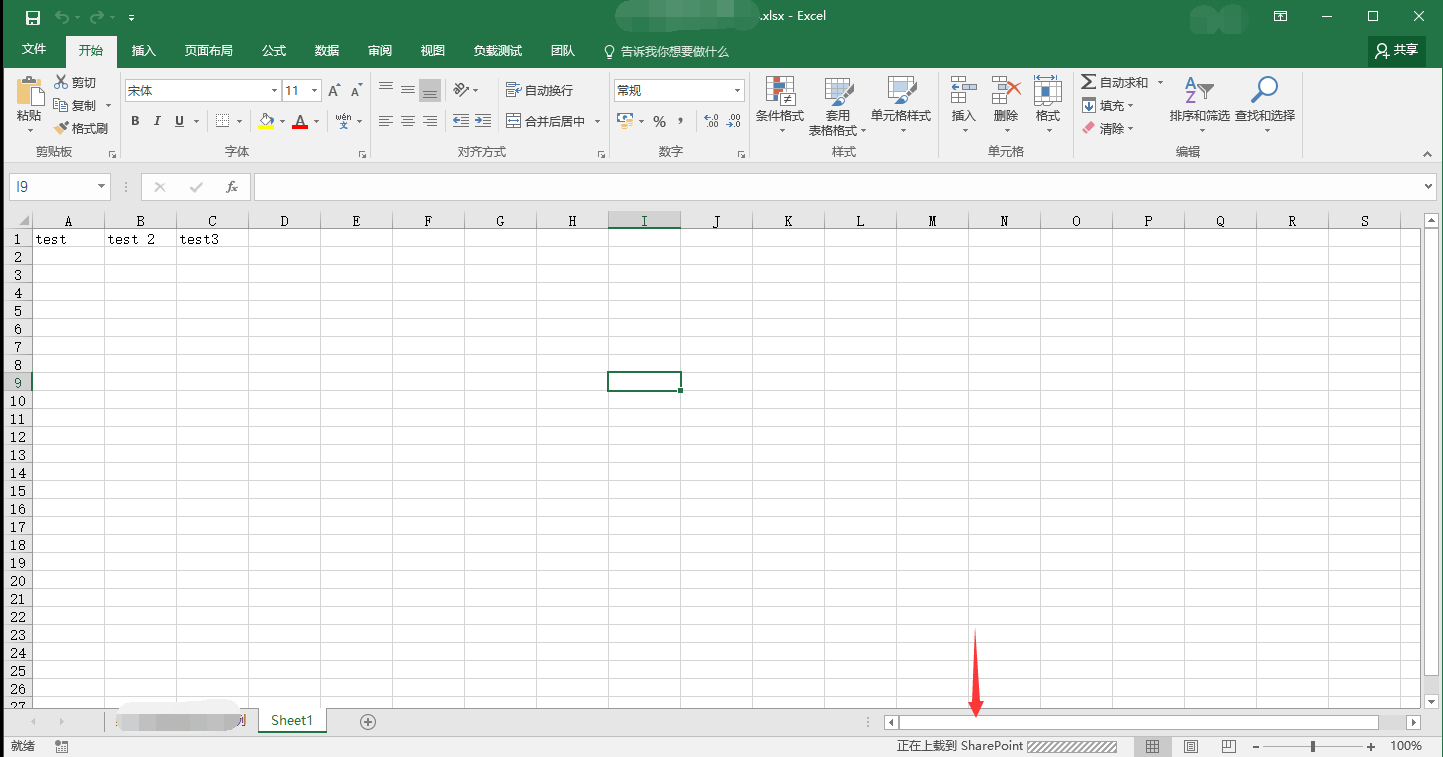 .xlsx - Excel
文件 开始 插入 页面布局 公式 数据 审阅 视图 负载测试 团队 告诉我你想要做什么 共享
粘贴 剪切 复制 格式刷
宋体 11
B I U wén
自动换行
合并后居中
常规
% , .0 .00
条件格式 套用 表格格式 单元格样式
插入 删除 格式
自动求和 填充 清除
A Z 排序和筛选 查找和选择
剪贴板 字体 对齐方式 数字 样式 单元格 编辑
I9 fx
A B C D E F G H I J K L M N O P Q R S
1 test test 2 test3
2
3
4
5
6
7
8
9
10
11
12
13
14
15
16
17
18
19
20
21
22
23
24
25
26
27
例 Sheet1
就绪 正在上载到 SharePoint 100%